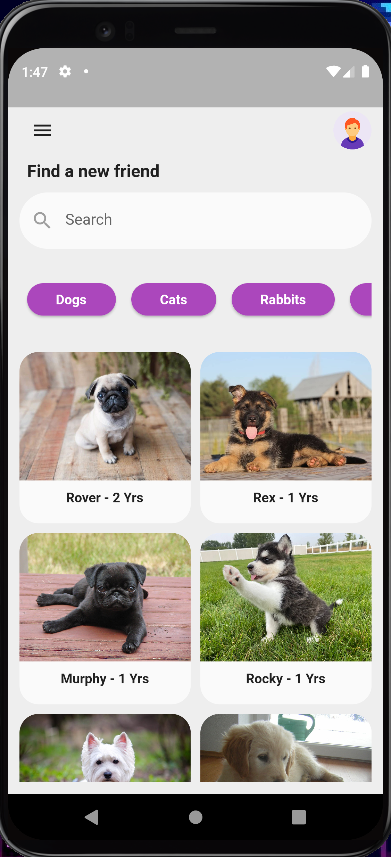 1:47
Find a new friend
Search
Dogs Cats Rabbits
Rover - 2 Yrs Rex - 1 Yrs
Murphy - 1 Yrs Rocky - 1 Yrs